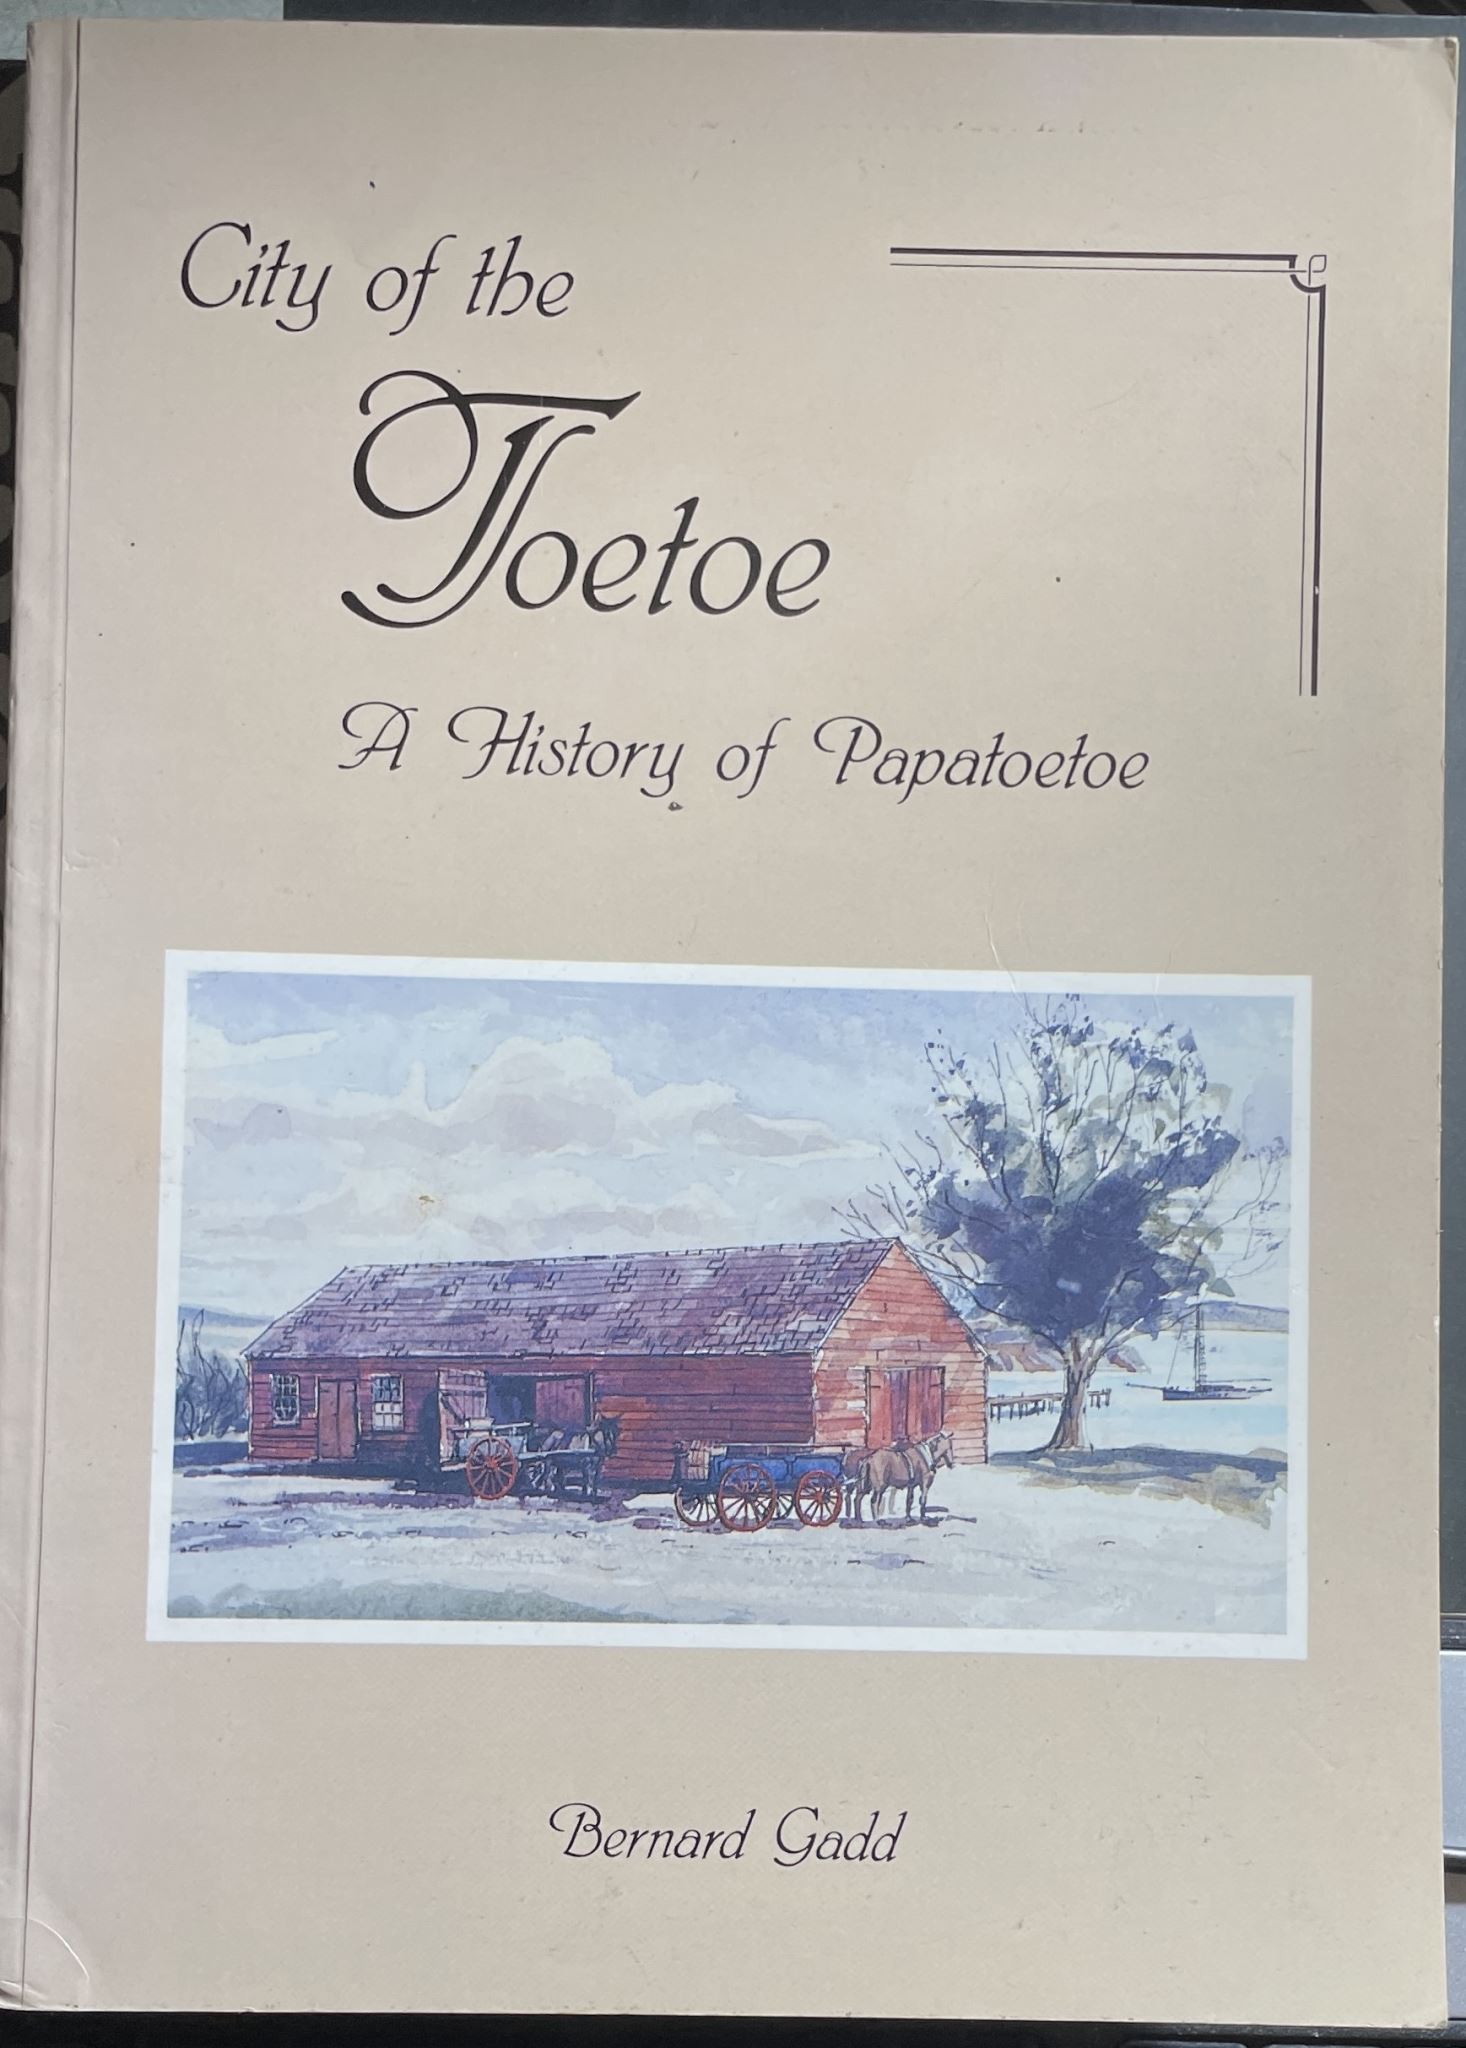 City of the
Toetoe
A History of Papatoetoe
Bernard Gadd